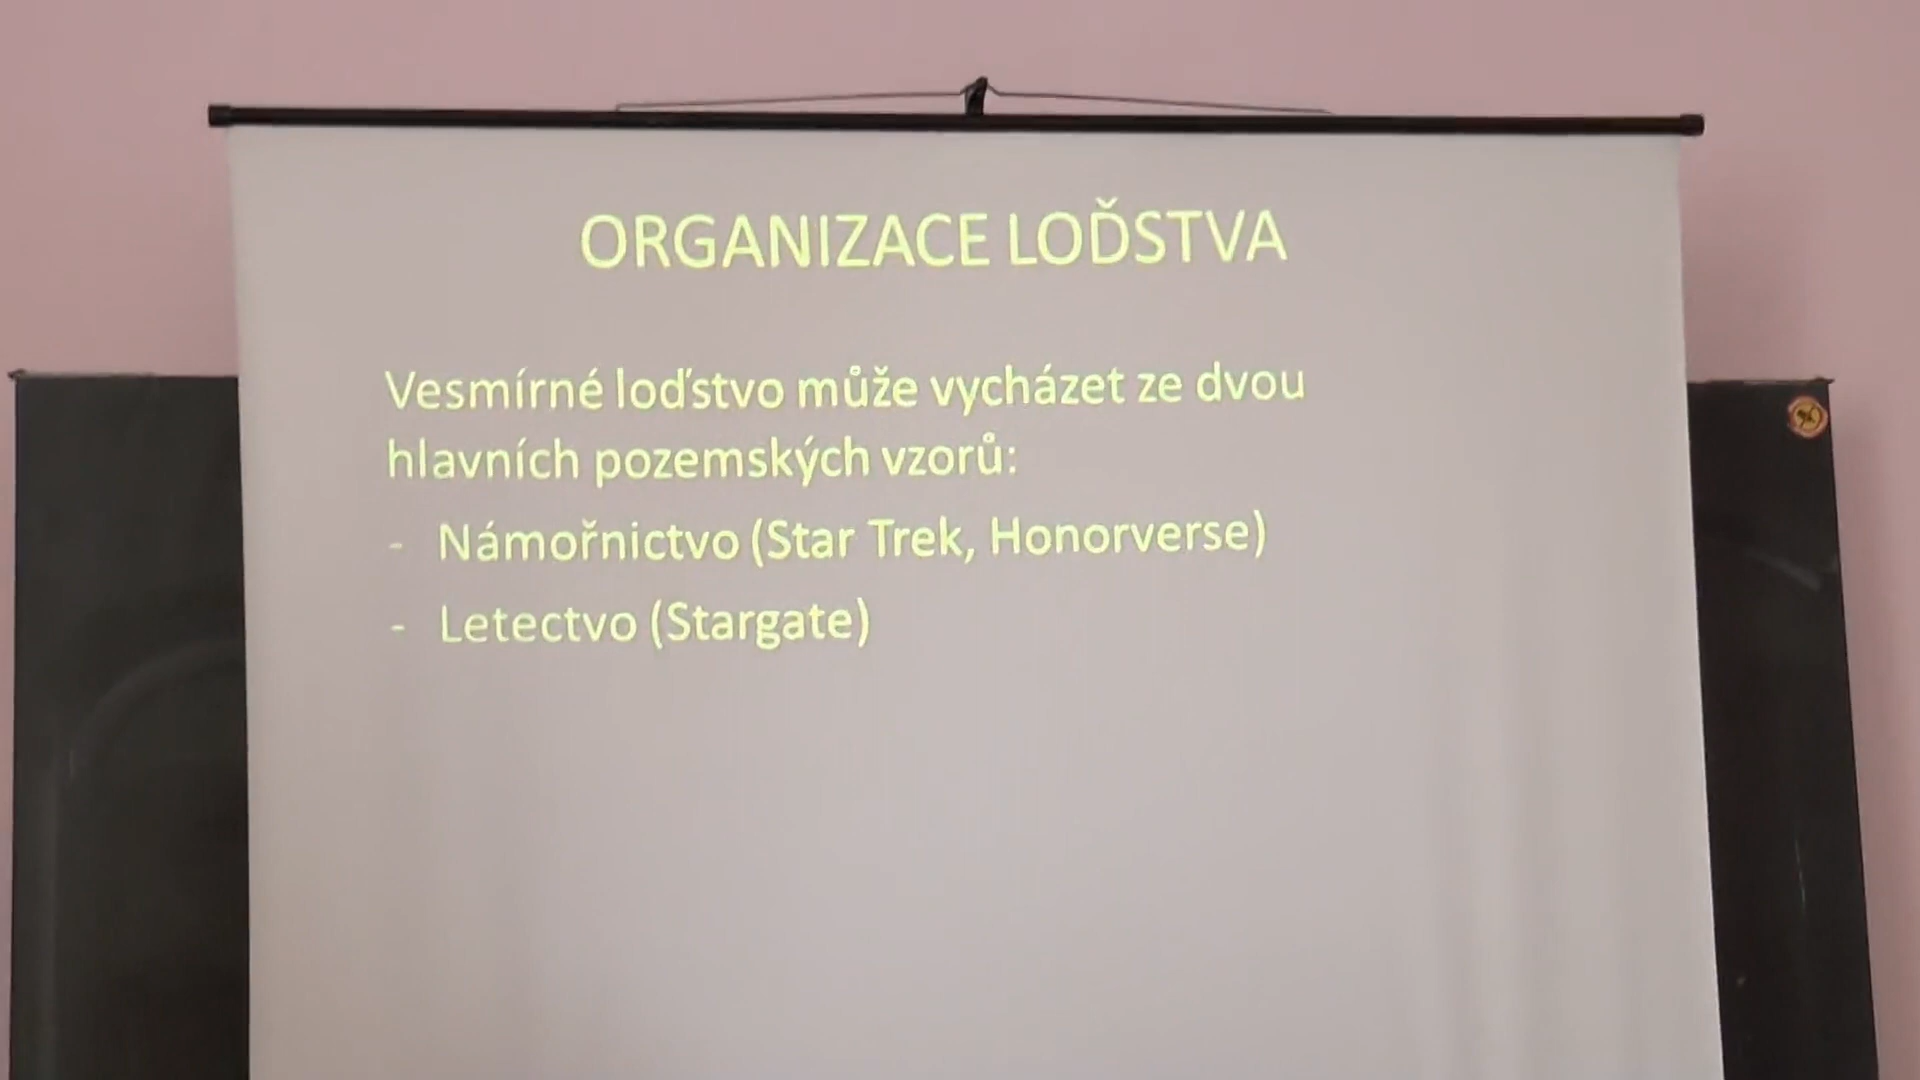 ORGANIZACE LOĎSTVA
Vesmírné loďstvo může vycházet ze dvou
hlavních pozemských vzorů:
- Námořnictvo (Star Trek, Honorverse)
- Letectvo (Stargate)